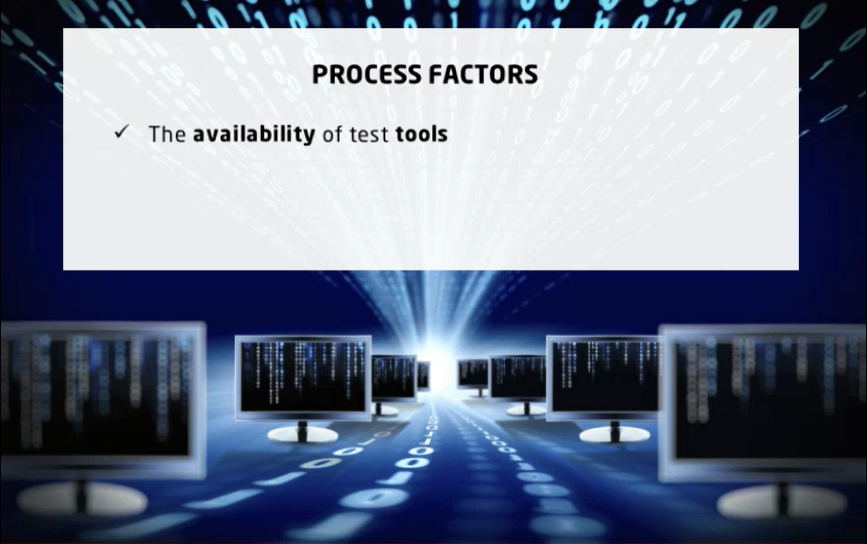 PROCESS FACTORS
✓ The availability of test tools